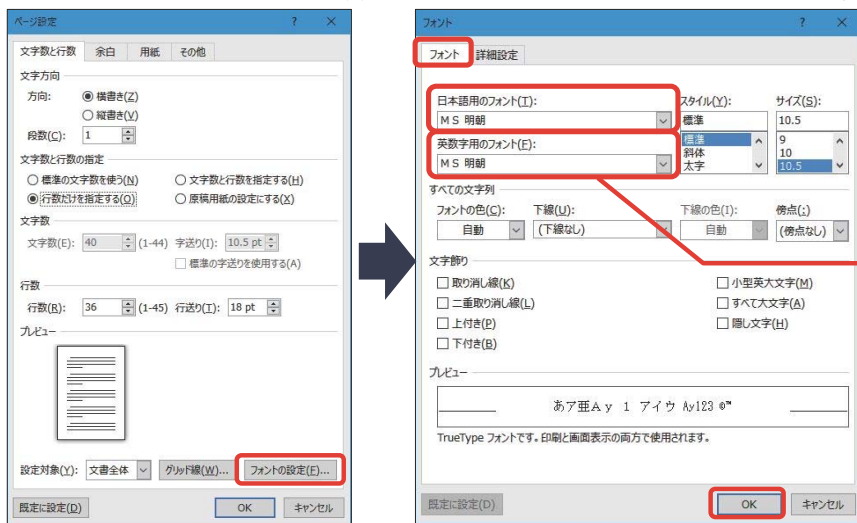 ページ設定 ? ×
文字数と行数 余白 用紙 その他
文字方向
方向: 横書き(Z)
縦書き(V)
段数(C): 1
文字数と行数の指定
標準の文字数を使う(N) 文字数と行数を指定する(H)
行数だけを指定する(O) 原稿用紙の設定にする(X)
文字数
文字数(E): 40 (1-44) 字送り(I): 10.5 pt
標準の字送りを使用する(A)
行数
行数(R): 36 (1-45) 行送り(T): 18 pt
プレビュー
設定対象(Y): 文書全体 グリッド線(W)... フォントの設定(F)...
既定に設定(D) OK キャンセル
フォント ? ×
フォント 詳細設定
日本語用のフォント(T): スタイル(Y): サイズ(S):
ＭＳ 明朝 標準 10.5
英数字用のフォント(F): 標準 9
斜体 10
ＭＳ 明朝 太字 10.5
すべての文字列
フォントの色(C): 下線(U): 下線の色(I): 傍点(;)
自動 (下線なし) 自動 (傍点なし)
文字飾り
取り消し線(K) 小型英大文字(M)
二重取り消し線(L) すべて大文字(A)
上付き(P) 隠し文字(H)
下付き(B)
プレビュー
あア亜Ａｙ １ アイウ Ay123 ©™
TrueType フォントです。印刷と画面表示の両方で使用されます。
既定に設定(D) OK キャンセル